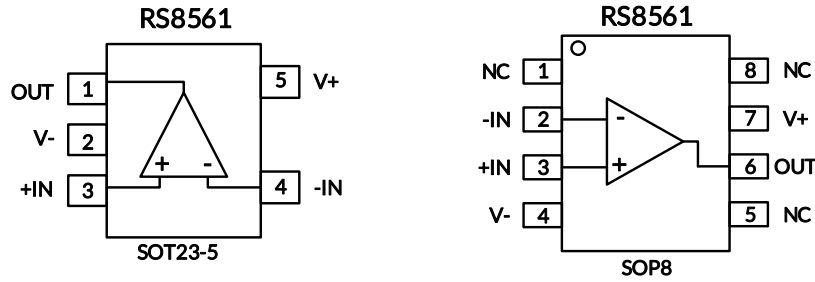 RS8561
OUT 1
V- 2
+IN 3
5 V+
4 -IN
+ -
SOT23-5
RS8561
NC 1
-IN 2
+IN 3
V- 4
8 NC
7 V+
6 OUT
5 NC
-
+
SOP8